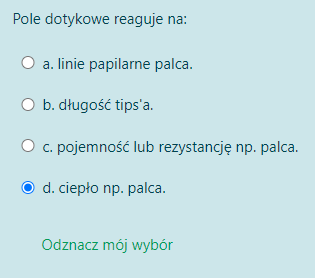 Pole dotykowe reaguje na:
a. linie papilarne palca.
b. długość tips'a.
c. pojemność lub rezystancję np. palca.
d. ciepło np. palca.
Odznacz mój wybór